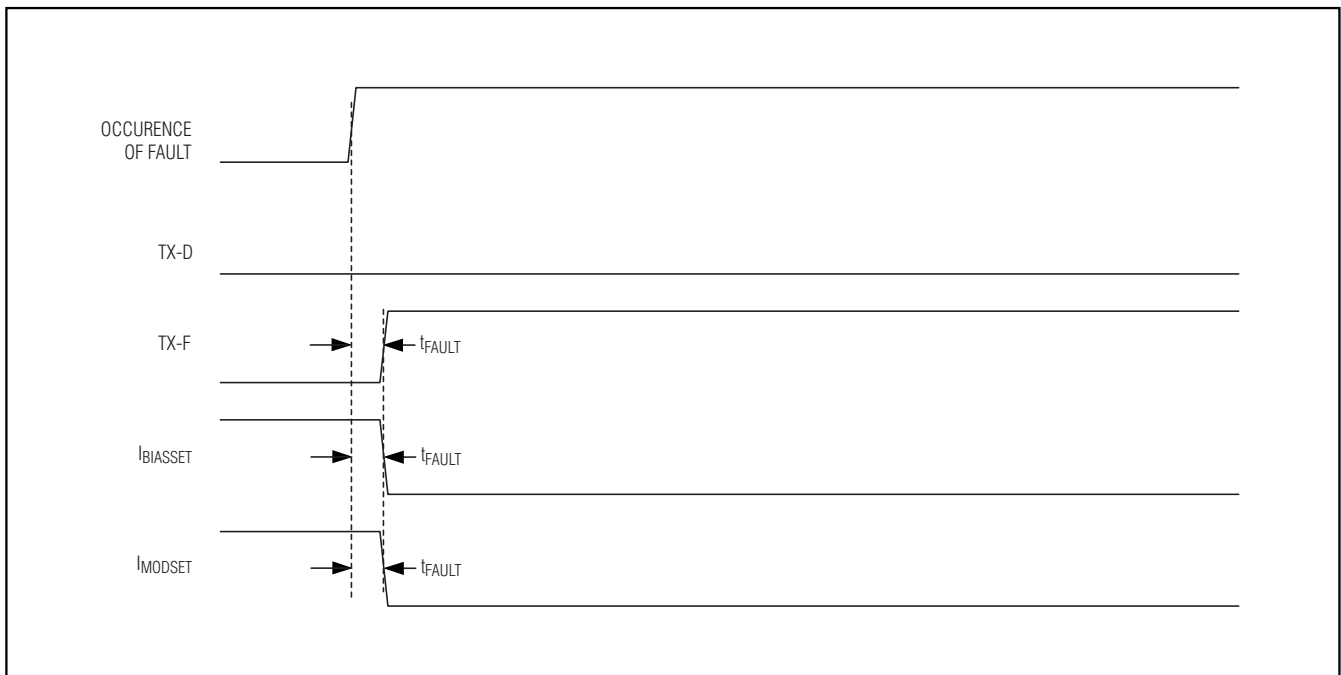 OCCURENCE
OF FAULT
TX-D
TX-F
tFAULT
IBIASSET
tFAULT
IMODSET
tFAULT